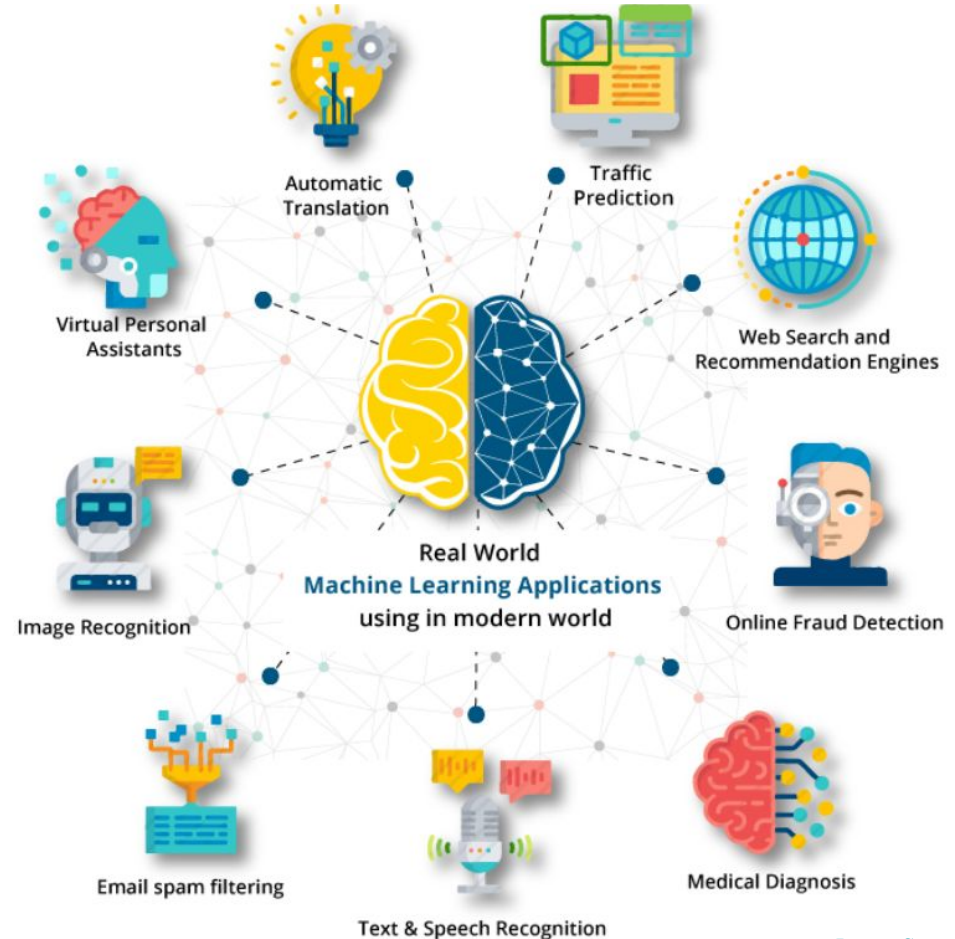 Automatic
Translation
Traffic
Prediction
Virtual Personal
Assistants
Web Search and
Recommendation Engines
Real World
Machine Learning Applications
using in modern world
Image Recognition
Online Fraud Detection
Email spam filtering
Medical Diagnosis
Text & Speech Recognition